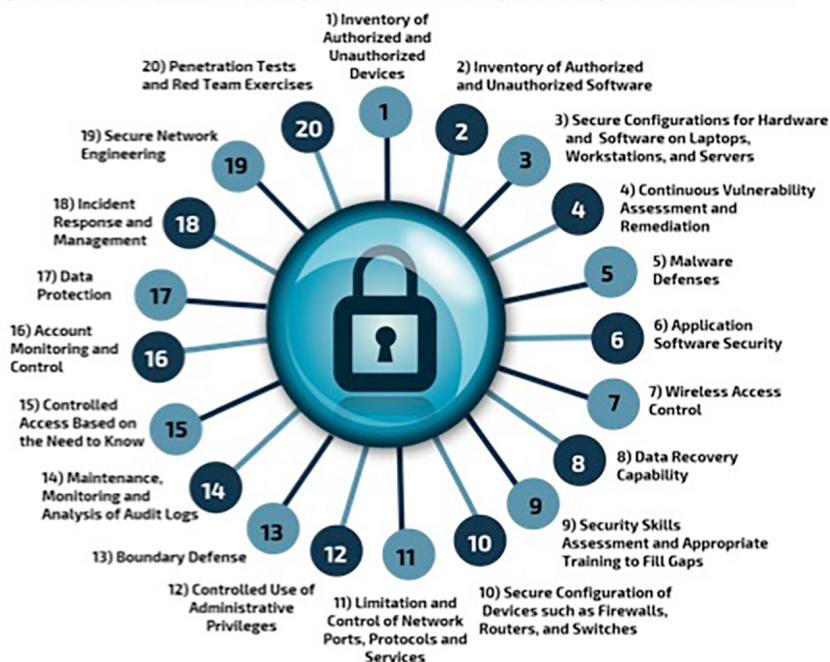 1) Inventory of
Authorized and
Unauthorized
Devices
2) Inventory of Authorized
and Unauthorized Software
3) Secure Configurations for Hardware
and Software on Laptops,
Workstations, and Servers
4) Continuous Vulnerability
Assessment and
Remediation
5) Malware
Defenses
6) Application
Software Security
7) Wireless Access
Control
8) Data Recovery
Capability
9) Security Skills
Assessment and Appropriate
Training to Fill Gaps
10) Secure Configuration of
Devices such as Firewalls,
Routers, and Switches
11) Limitation and
Control of Network
Ports, Protocols and
Services
12) Controlled Use of
Administrative
Privileges
13) Boundary Defense
14) Maintenance,
Monitoring and
Analysis of Audit Logs
15) Controlled
Access Based on
the Need to Know
16) Account
Monitoring and
Control
17) Data
Protection
18) Incident
Response and
Management
19) Secure Network
Engineering
20) Penetration Tests
and Red Team Exercises
1
2
3
4
5
6
7
8
9
10
11
12
13
14
15
16
17
18
19
20